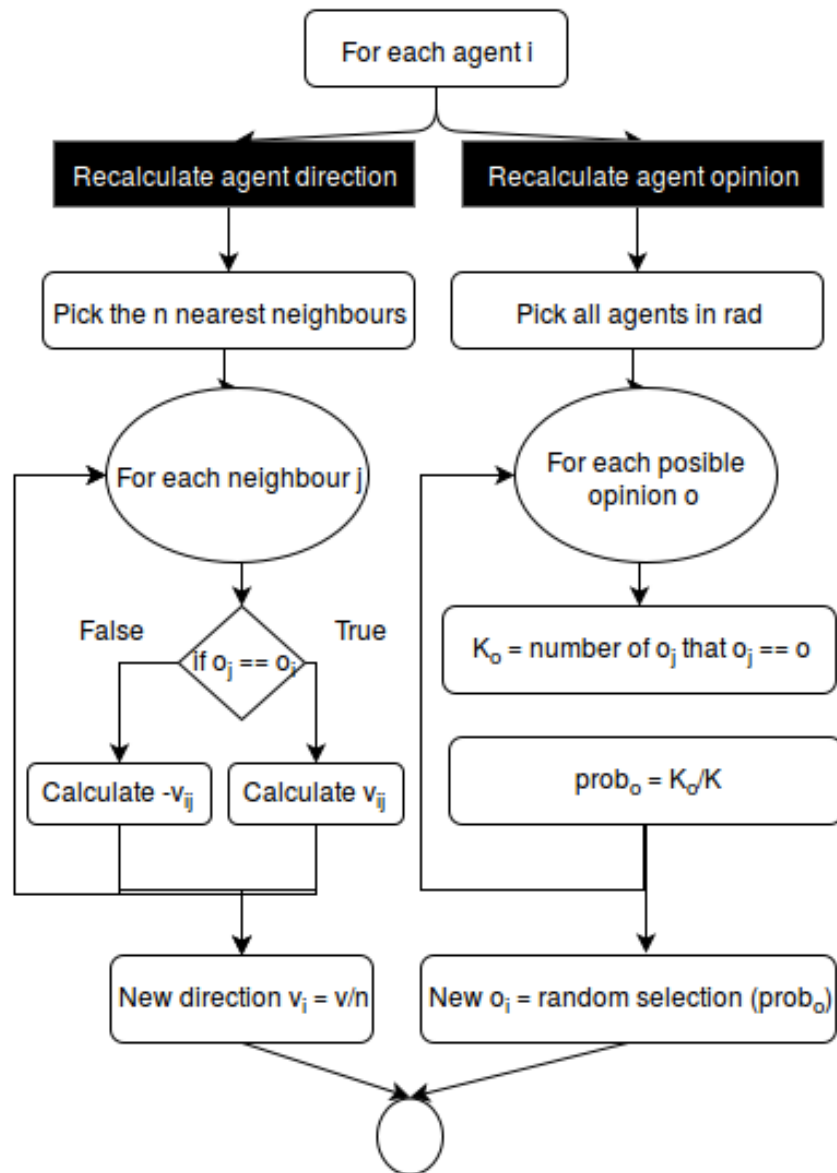 For each agent i
Recalculate agent direction
Recalculate agent opinion
Pick the n nearest neighbours
Pick all agents in rad
For each neighbour j
For each posible
opinion o
False
True
if oj == oi
Ko = number of oj that oj == o
Calculate -vij
Calculate vij
probo = Ko/K
New direction vi = v/n
New oi = random selection (probo)